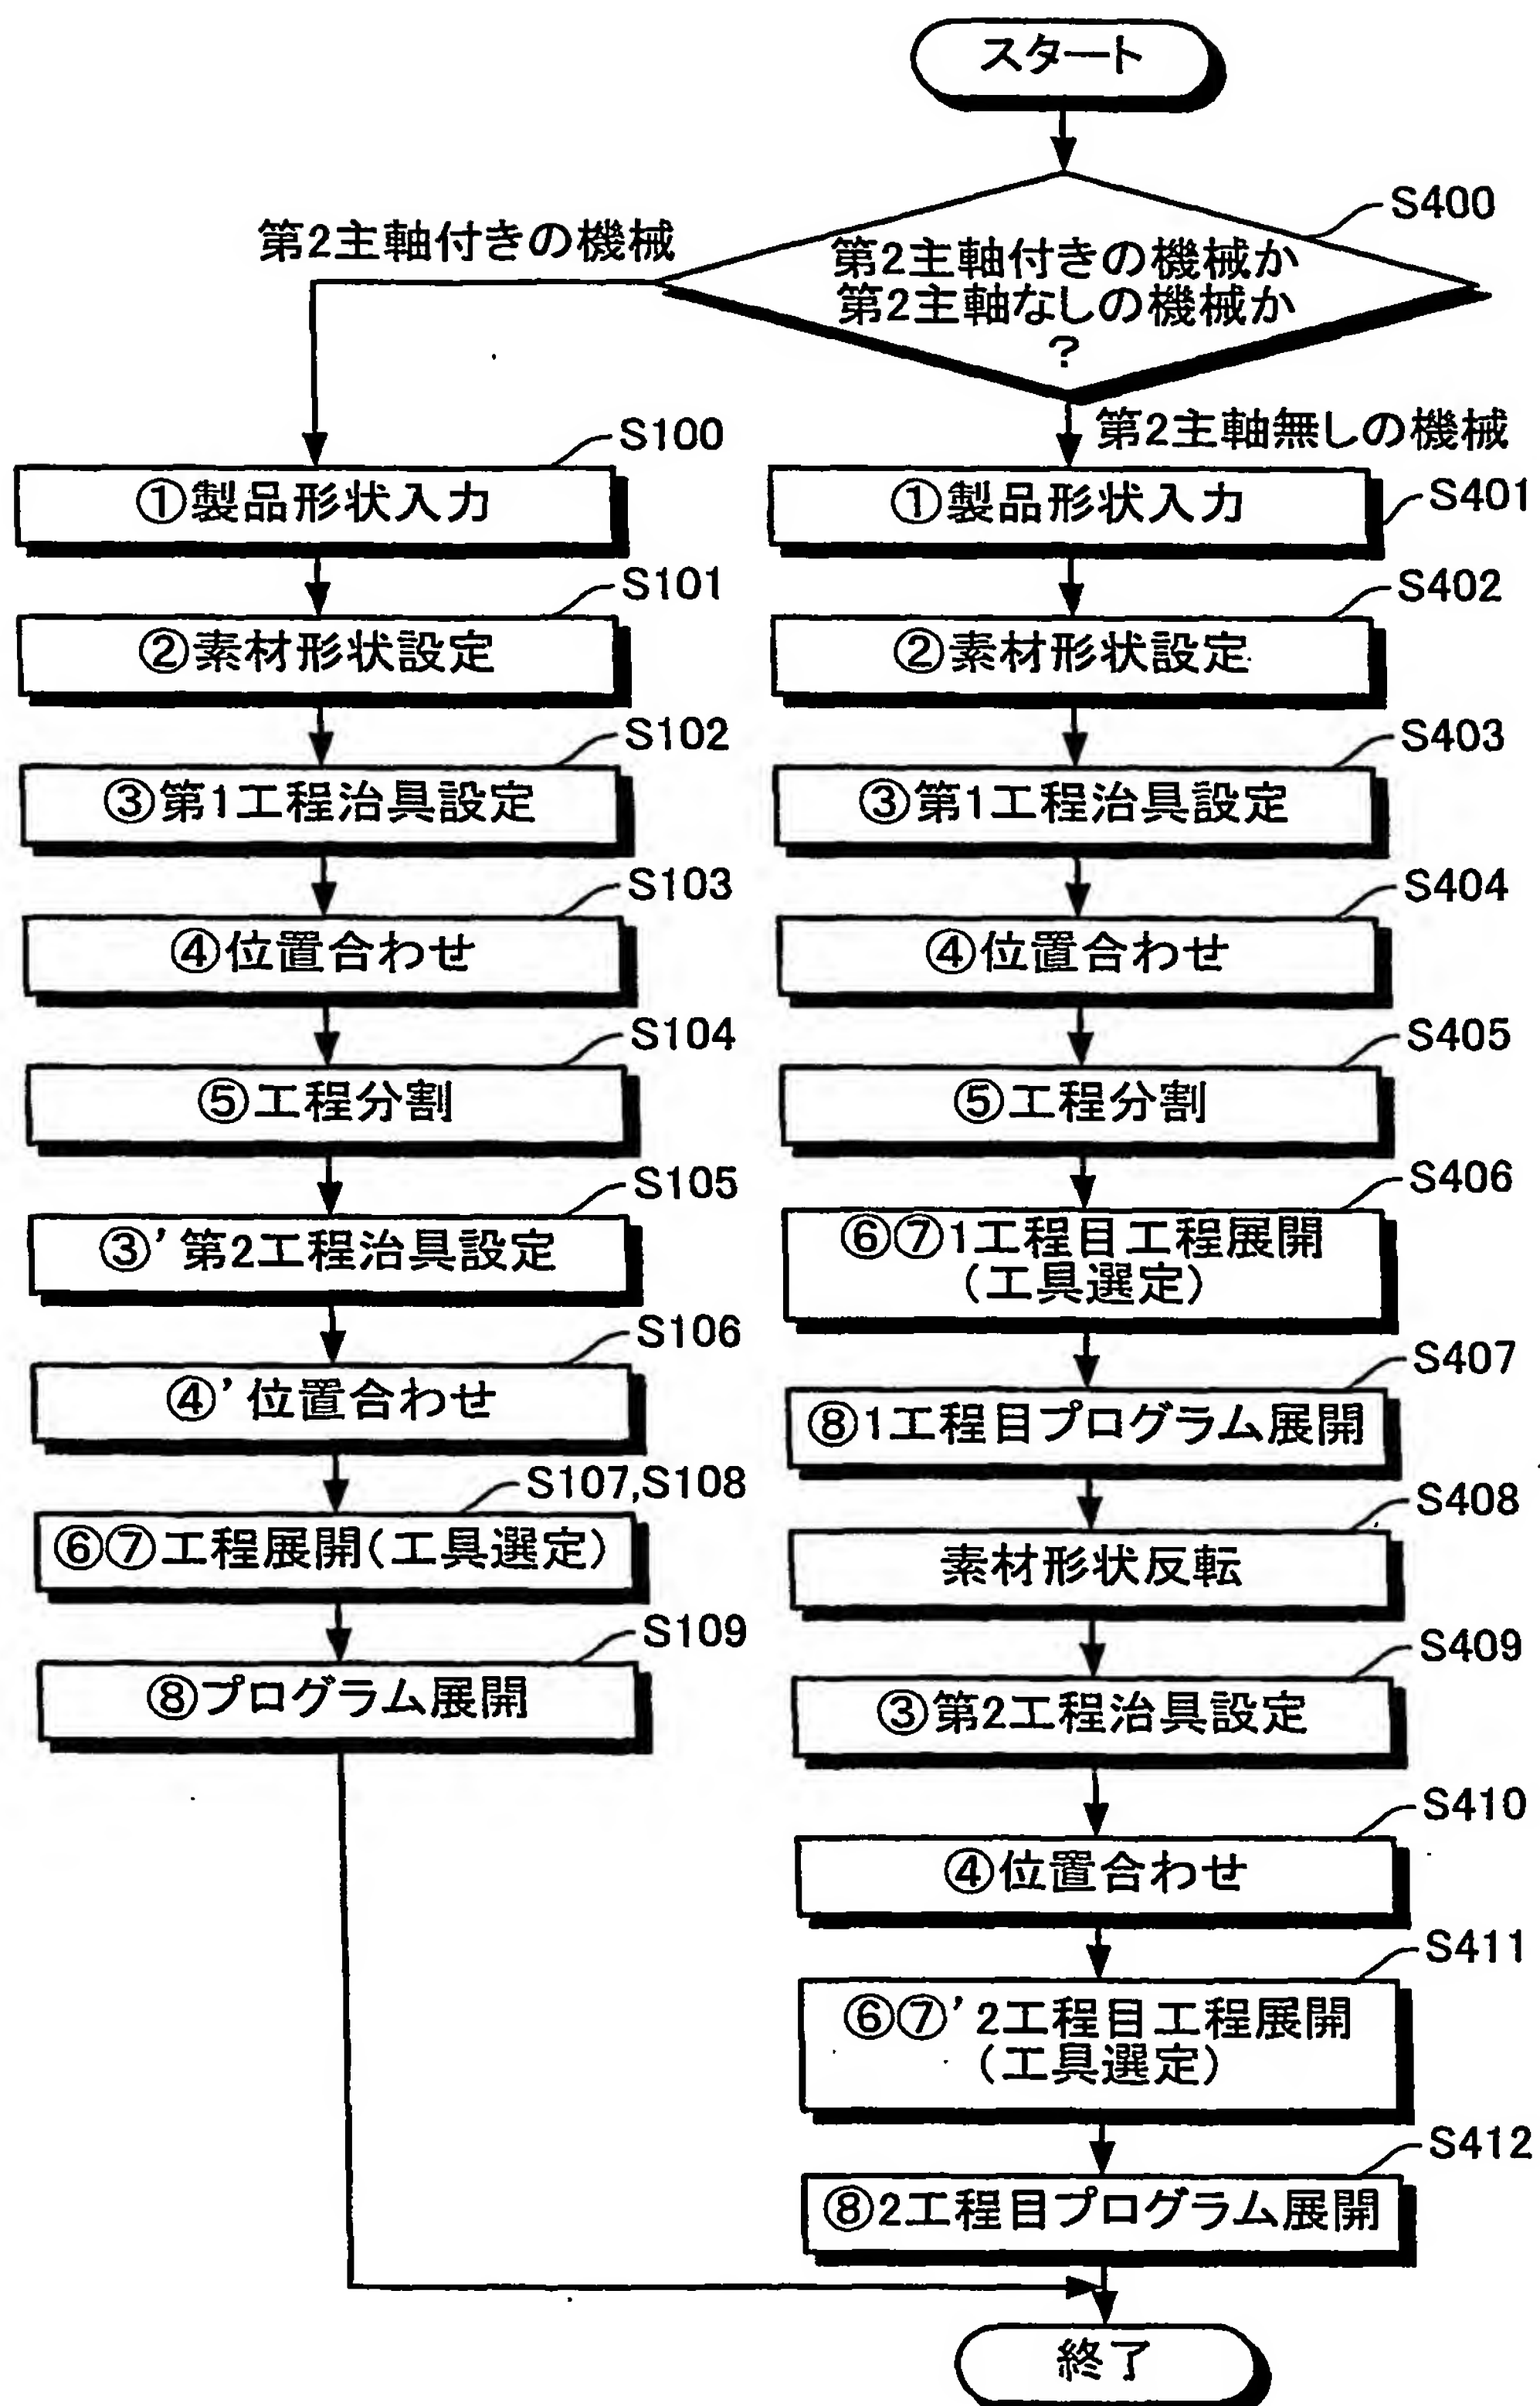 スタート
S400
第2主軸付きの機械か
第2主軸なしの機械か
?
第2主軸付きの機械
第2主軸無しの機械
S100
①製品形状入力
S101
②素材形状設定
S102
③第1工程治具設定
S103
④位置合わせ
S104
⑤工程分割
S105
③'第2工程治具設定
S106
④'位置合わせ
S107,S108
⑥⑦工程展開(工具選定)
S109
⑧プログラム展開
S401
①製品形状入力
S402
②素材形状設定
S403
③第1工程治具設定
S404
④位置合わせ
S405
⑤工程分割
S406
⑥⑦1工程目工程展開
(工具選定)
S407
⑧1工程目プログラム展開
S408
素材形状反転
S409
③第2工程治具設定
S410
④位置合わせ
S411
⑥⑦'2工程目工程展開
(工具選定)
S412
⑧2工程目プログラム展開
終了